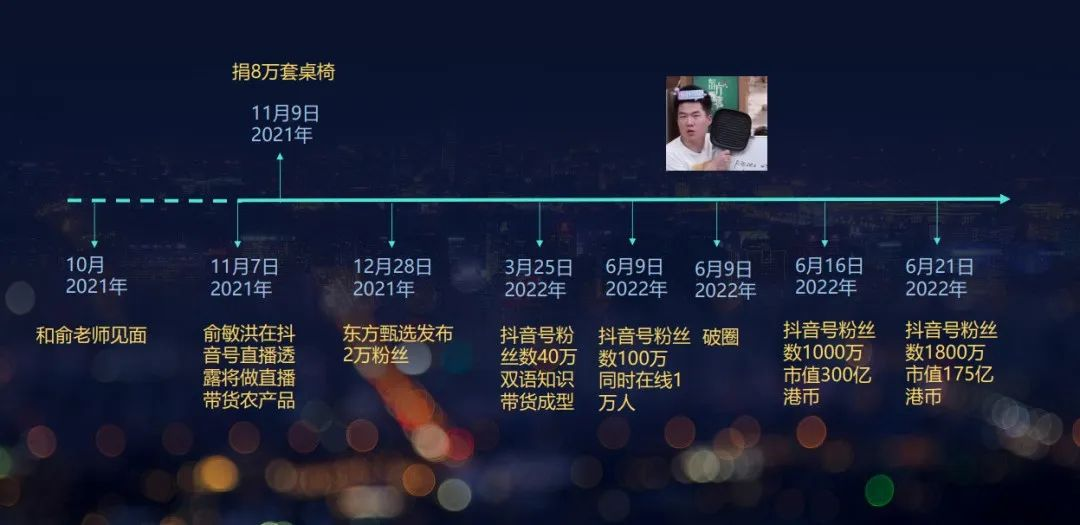 捐8万套桌椅
11月9日
2021年
10月
2021年
和俞老师见面
11月7日
2021年
俞敏洪在抖
音号直播透
露将做直播
带货农产品
12月28日
2021年
东方甄选发布
2万粉丝
3月25日
2022年
抖音号粉
丝数40万
双语知识
带货成型
6月9日
2022年
抖音号粉丝
数100万
同时在线1
万人
6月9日
2022年
破圈
6月16日
2022年
抖音号粉丝
数1000万
市值300亿
港币
6月21日
2022年
抖音号粉丝
数1800万
市值175亿
港币